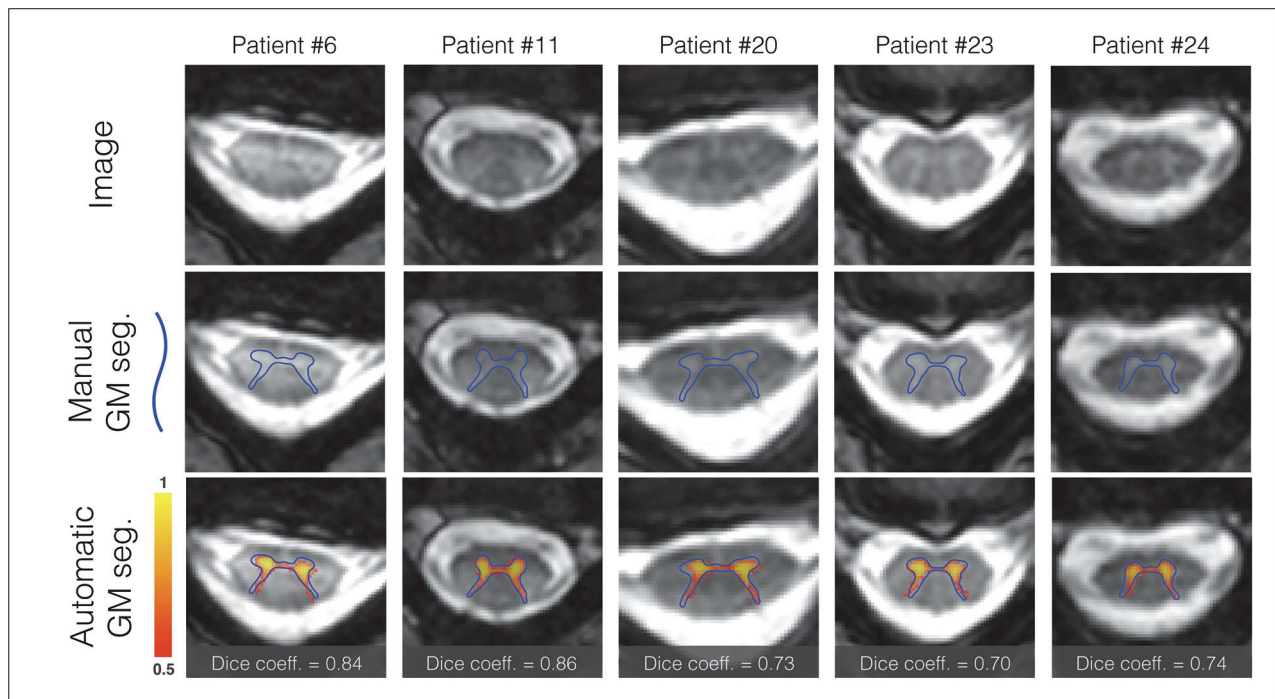 Patient #6
Patient #11
Patient #20
Patient #23
Patient #24
Image
Manual
GM seg.
Automatic
GM seg.
1
0.5
Dice coeff. = 0.84
Dice coeff. = 0.86
Dice coeff. = 0.73
Dice coeff. = 0.70
Dice coeff. = 0.74